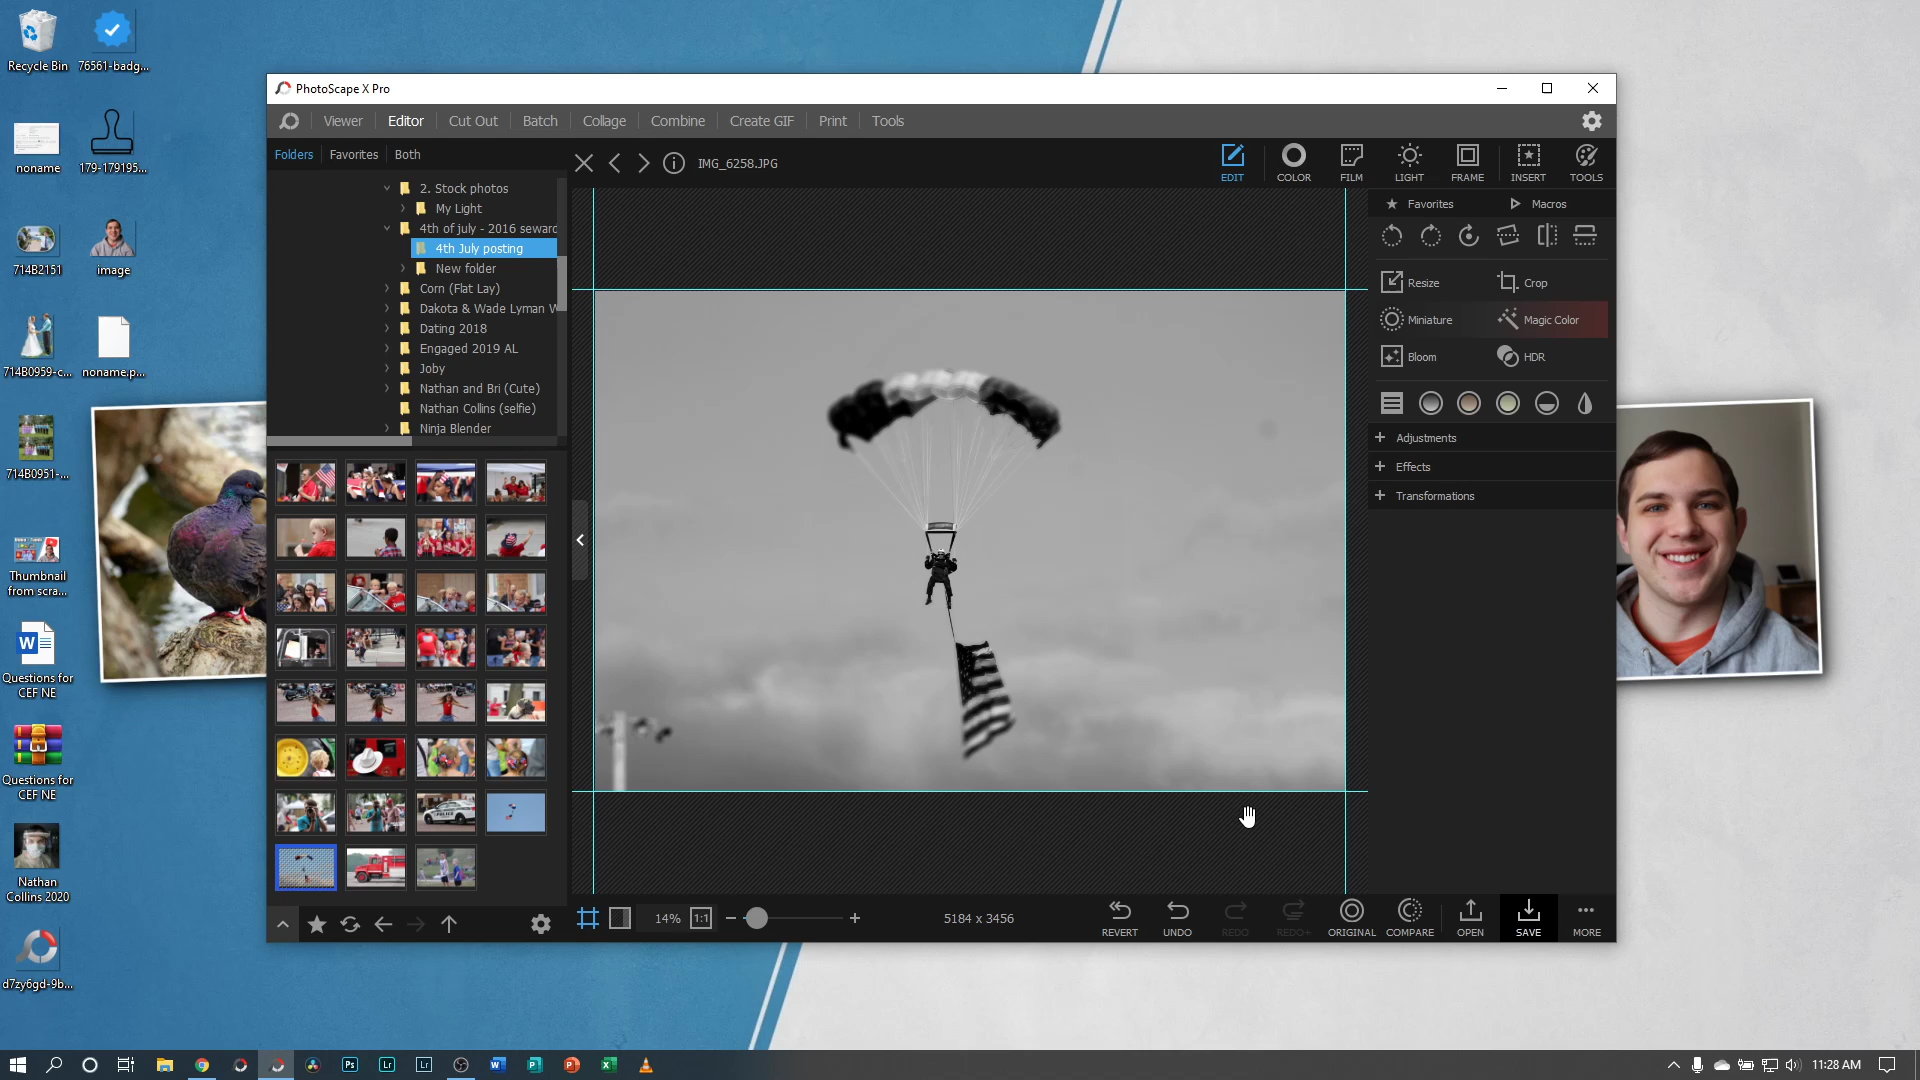 Recycle Bin
76561-badg...
noname
179-179195...
714B2151
image
714B0959-c...
noname.p...
714B0951-...
Thumbnail
from scra...
Questions for
CEF NE
Questions for
CEF NE
Nathan
Collins 2020
d7zy6gd-9b...
PhotoScape X Pro
Viewer
Editor
Cut Out
Batch
Collage
Combine
Create GIF
Print
Tools
Folders
Favorites
Both
IMG_6258.JPG
EDIT
COLOR
FILM
LIGHT
FRAME
INSERT
TOOLS
2. Stock photos
My Light
4th of july - 2016 seward
4th July posting
New folder
Corn (Flat Lay)
Dakota & Wade Lyman W
Dating 2018
Engaged 2019 AL
Joby
Nathan and Bri (Cute)
Nathan Collins (selfie)
Ninja Blender
Favorites
Macros
Resize
Crop
Miniature
Magic Color
Bloom
HDR
Adjustments
Effects
Transformations
14%
1:1
5184 x 3456
REVERT
UNDO
REDO
REDO+
ORIGINAL
COMPARE
OPEN
SAVE
MORE
W
Ps
Lr
Lr
11:28 AM